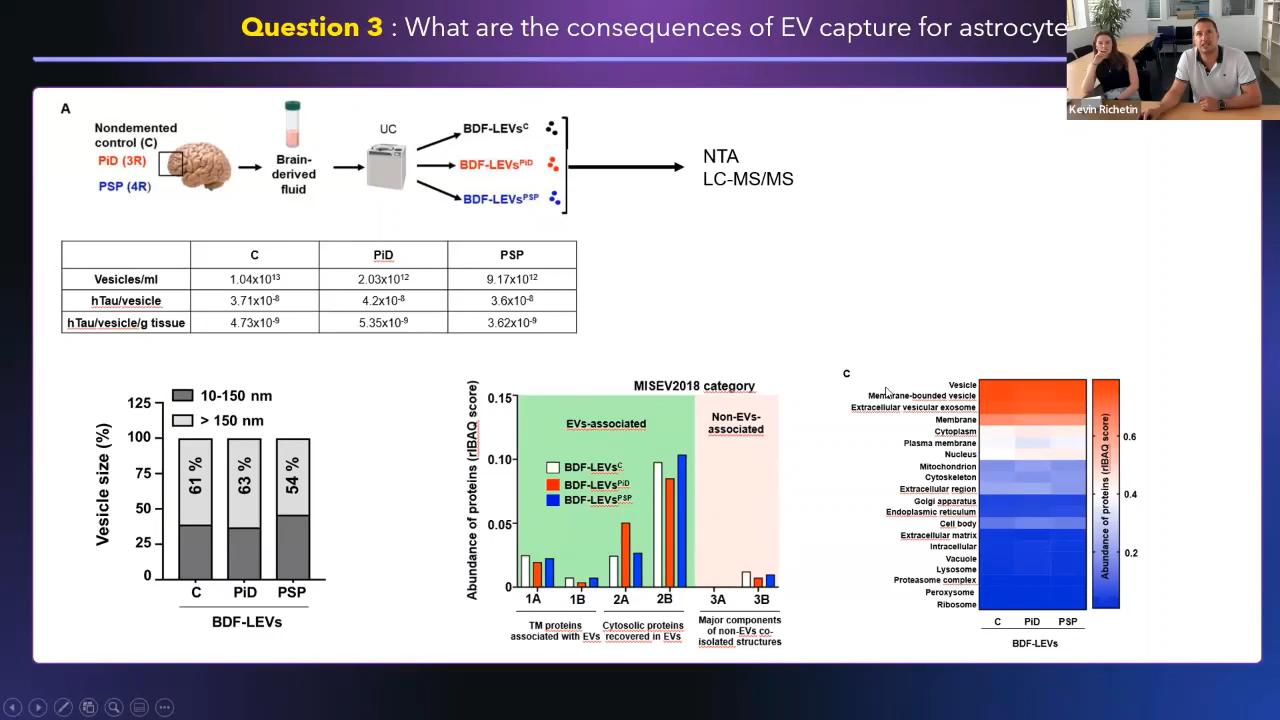 Question 3 : What are the consequences of EV capture for astrocyte
Kevin Richetin
A
Nondemented
control (C)
PiD (3R)
PSP (4R)
Brain-
derived
fluid
UC
BDF-LEVsC
BDF-LEVsPiD
BDF-LEVsPSP
NTA
LC-MS/MS
C PiD PSP
Vesicles/ml 1.04x10¹³ 2.03x10¹² 9.17x10¹²
hTau/vesicle 3.71x10⁻⁸ 4.2x10⁻⁸ 3.6x10⁻⁸
hTau/vesicle/g tissue 4.73x10⁻⁹ 5.35x10⁻⁹ 3.62x10⁻⁹
10-150 nm
> 150 nm
Vesicle size (%)
125
100
75
50
25
0
61 % 63 % 54 %
C PiD PSP
BDF-LEVs
MISEV2018 category
Abundance of proteins (rIBAQ score)
0.15
0.10
0.05
0
EVs-associated
Non-EVs-
associated
BDF-LEVsC
BDF-LEVsPiD
BDF-LEVsPSP
1A 1B 2A 2B 3A 3B
TM proteins
associated with EVs
Cytosolic proteins
recovered in EVs
Major components
of non-EVs co-
isolated structures
C
Vesicle
Membrane-bounded vesicle
Extracellular vesicular exosome
Membrane
Cytoplasm
Plasma membrane
Nucleus
Mitochondrion
Cytoskeleton
Extracellular region
Golgi apparatus
Endoplasmic reticulum
Cell body
Extracellular matrix
Intracellular
Vacuole
Lysosome
Proteasome complex
Peroxysome
Ribosome
C PiD PSP
BDF-LEVs
Abundance of proteins (rIBAQ score)
0.6
0.4
0.2